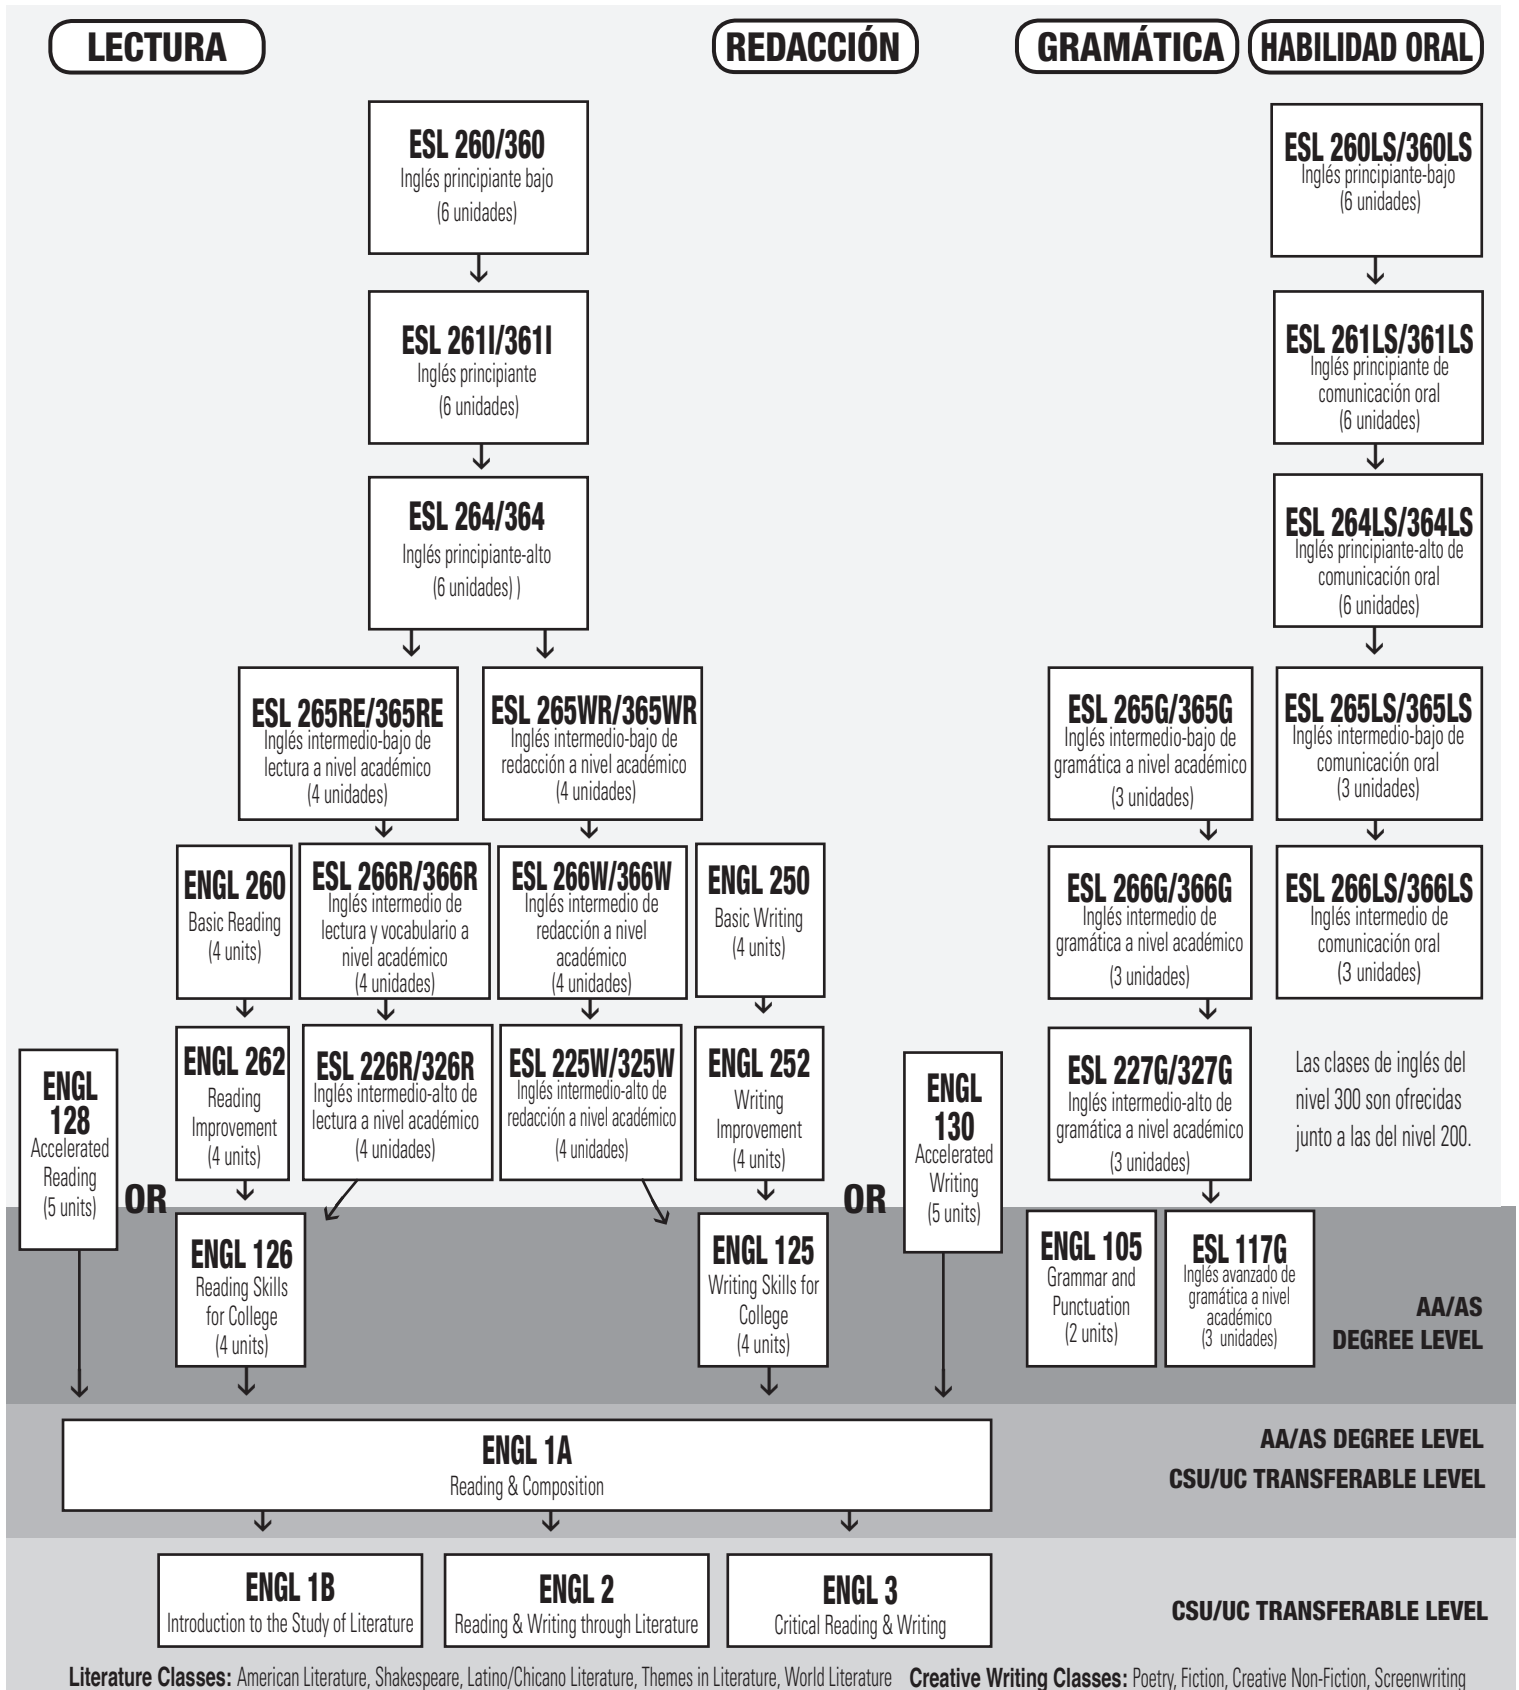 LECTURA
REDACCIÓN
GRAMÁTICA
HABILIDAD ORAL
ESL 260/360
Inglés principiante bajo
(6 unidades)
ESL 260LS/360LS
Inglés principiante-bajo
(6 unidades)
ESL 261I/361I
Inglés principiante
(6 unidades)
ESL 261LS/361LS
Inglés principiante de
comunicación oral
(6 unidades)
ESL 264/364
Inglés principiante-alto
(6 unidades) )
ESL 264LS/364LS
Inglés principiante-alto de
comunicación oral
(6 unidades)
ESL 265RE/365RE
Inglés intermedio-bajo de
lectura a nivel académico
(4 unidades)
ESL 265WR/365WR
Inglés intermedio-bajo de
redacción a nivel académico
(4 unidades)
ESL 265G/365G
Inglés intermedio-bajo de
gramática a nivel académico
(3 unidades)
ESL 265LS/365LS
Inglés intermedio-bajo de
comunicación oral
(3 unidades)
ENGL 260
Basic Reading
(4 units)
ESL 266R/366R
Inglés intermedio de
lectura y vocabulario a
nivel académico
(4 unidades)
ESL 266W/366W
Inglés intermedio de
redacción a nivel
académico
(4 unidades)
ENGL 250
Basic Writing
(4 units)
ESL 266G/366G
Inglés intermedio de
gramática a nivel académico
(3 unidades)
ESL 266LS/366LS
Inglés intermedio de
comunicación oral
(3 unidades)
ENGL
128
Accelerated
Reading
(5 units)
OR
ENGL 262
Reading
Improvement
(4 units)
ESL 226R/326R
Inglés intermedio-alto de
lectura a nivel académico
(4 unidades)
ESL 225W/325W
Inglés intermedio-alto de
redacción a nivel académico
(4 unidades)
ENGL 252
Writing
Improvement
(4 units)
OR
ENGL
130
Accelerated
Writing
(5 units)
ESL 227G/327G
Inglés intermedio-alto de
gramática a nivel académico
(3 unidades)
Las clases de inglés del
nivel 300 son ofrecidas
junto a las del nivel 200.
ENGL 126
Reading Skills
for College
(4 units)
ENGL 125
Writing Skills for
College
(4 units)
ENGL 105
Grammar and
Punctuation
(2 units)
ESL 117G
Inglés avanzado de
gramática a nivel
académico
(3 unidades)
AA/AS
DEGREE LEVEL
ENGL 1A
Reading & Composition
AA/AS DEGREE LEVEL
CSU/UC TRANSFERABLE LEVEL
ENGL 1B
Introduction to the Study of Literature
ENGL 2
Reading & Writing through Literature
ENGL 3
Critical Reading & Writing
CSU/UC TRANSFERABLE LEVEL
Literature Classes: American Literature, Shakespeare, Latino/Chicano Literature, Themes in Literature, World Literature Creative Writing Classes: Poetry, Fiction, Creative Non-Fiction, Screenwriting